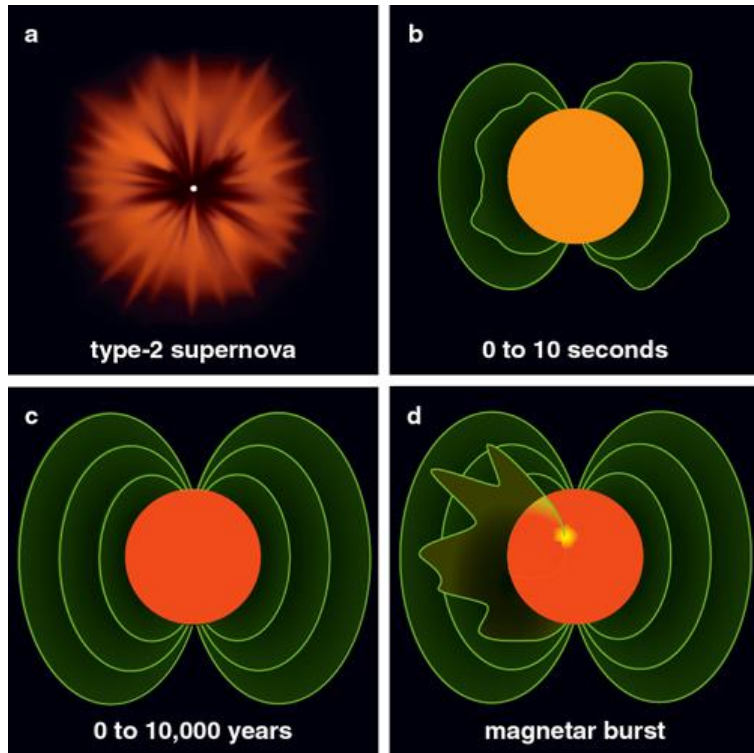 a
type-2 supernova
b
0 to 10 seconds
c
0 to 10,000 years
d
magnetar burst